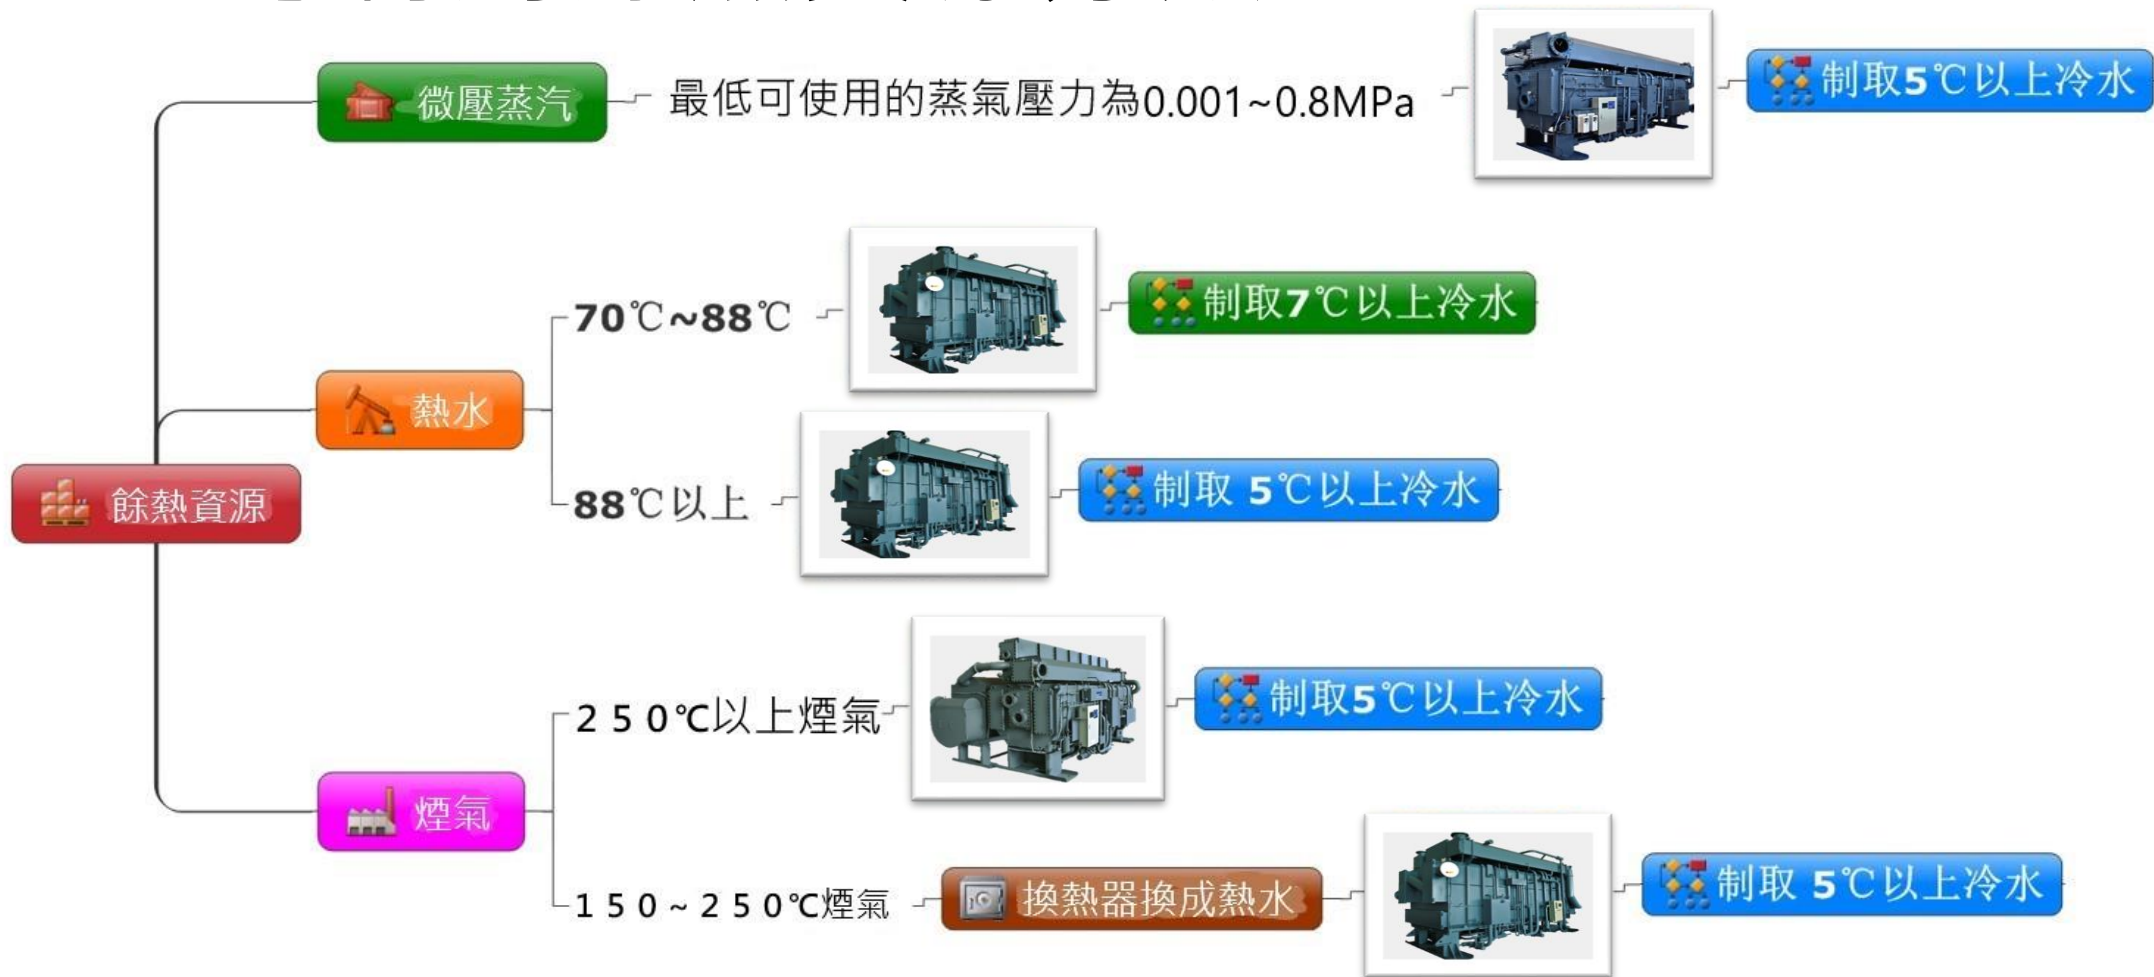 微壓蒸汽
最低可使用的蒸氣壓力為0.001~0.8MPa
制取5℃以上冷水
熱水
70℃~88℃
制取7℃以上冷水
88℃以上
制取 5℃以上冷水
餘熱資源
煙氣
250℃以上煙氣
制取5℃以上冷水
150~250℃煙氣
換熱器換成熱水
制取 5℃以上冷水